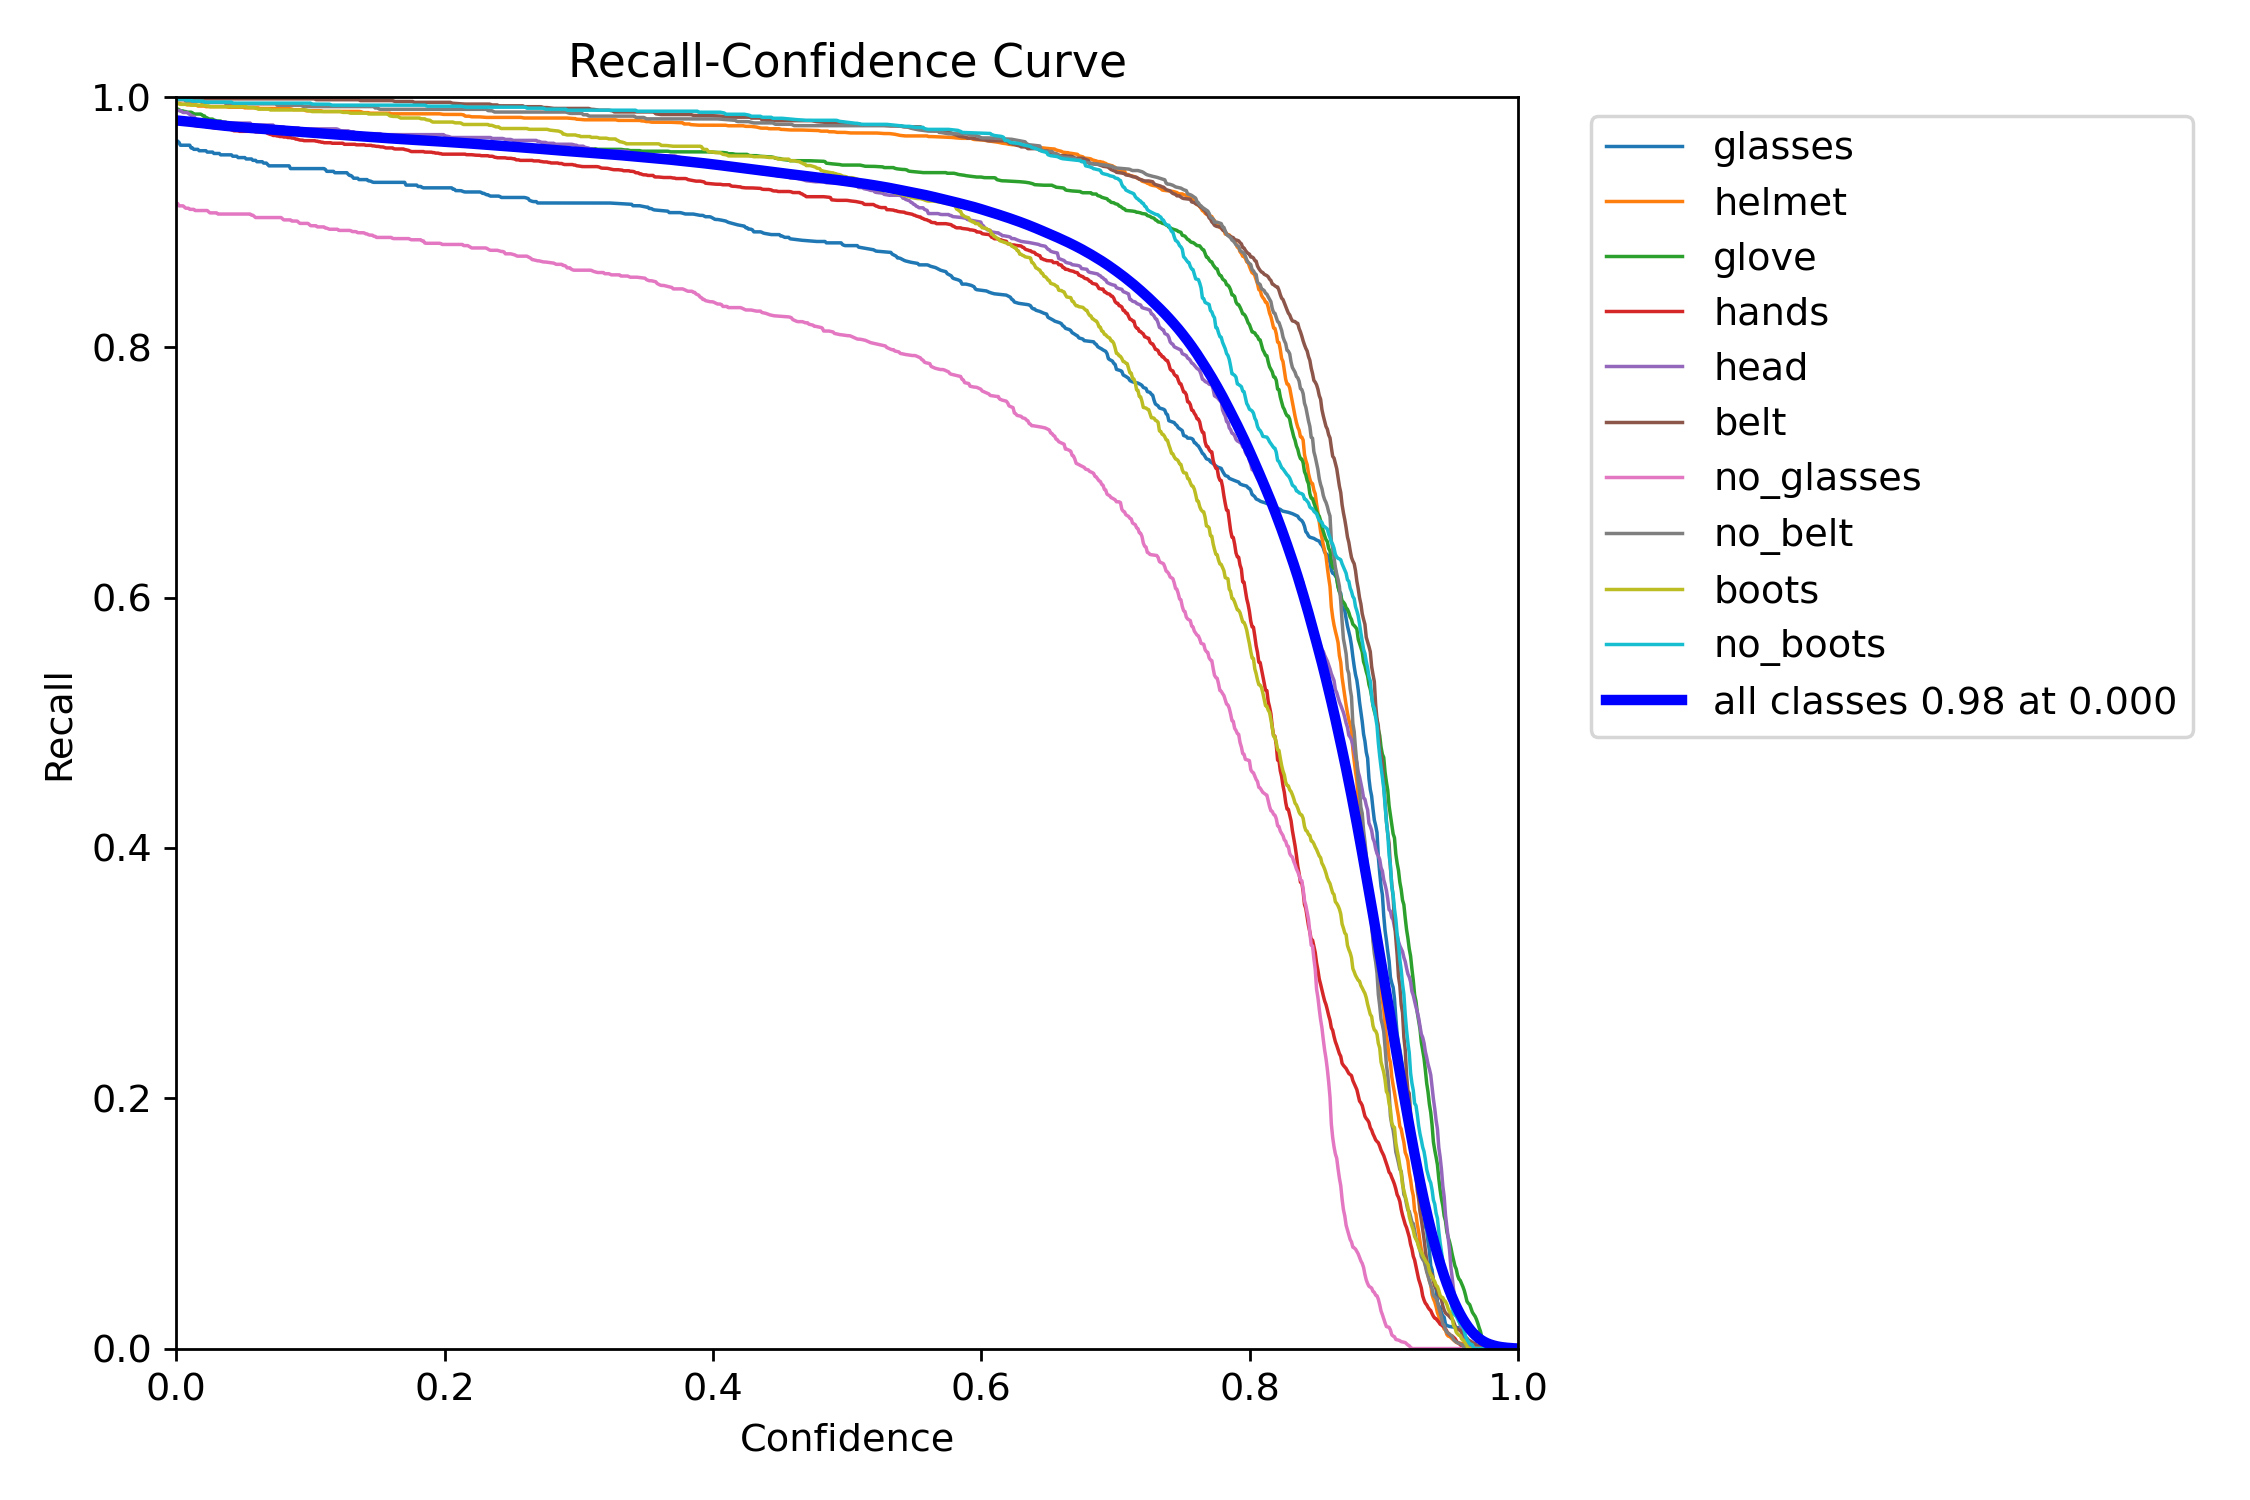 Recall-Confidence Curve
1.0
0.8
0.6
0.4
0.2
0.0
Recall
0.0 0.2 0.4 0.6 0.8 1.0
Confidence
glasses
helmet
glove
hands
head
belt
no_glasses
no_belt
boots
no_boots
all classes 0.98 at 0.000